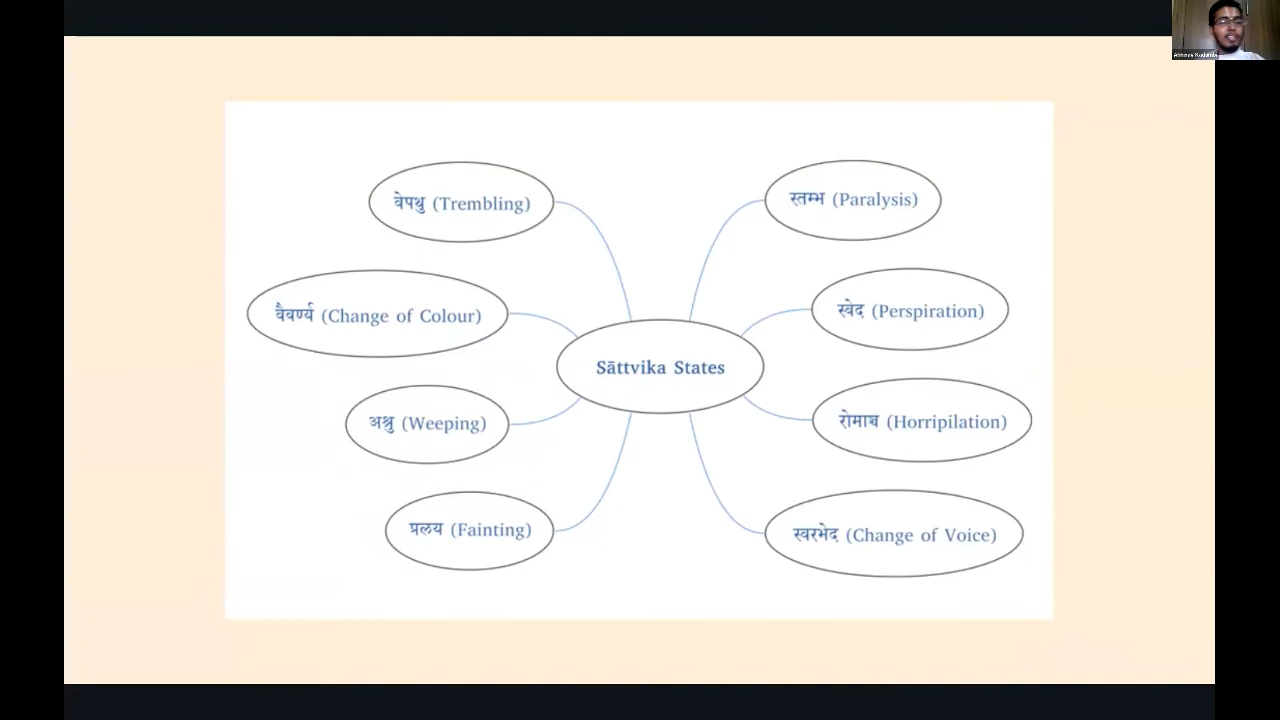 वेपथु (Trembling)
वैवर्ण्य (Change of Colour)
अश्रु (Weeping)
प्रलय (Fainting)
Sāttvika States
स्तम्भ (Paralysis)
स्वेद (Perspiration)
रोमाञ्च (Horripilation)
स्वरभेद (Change of Voice)